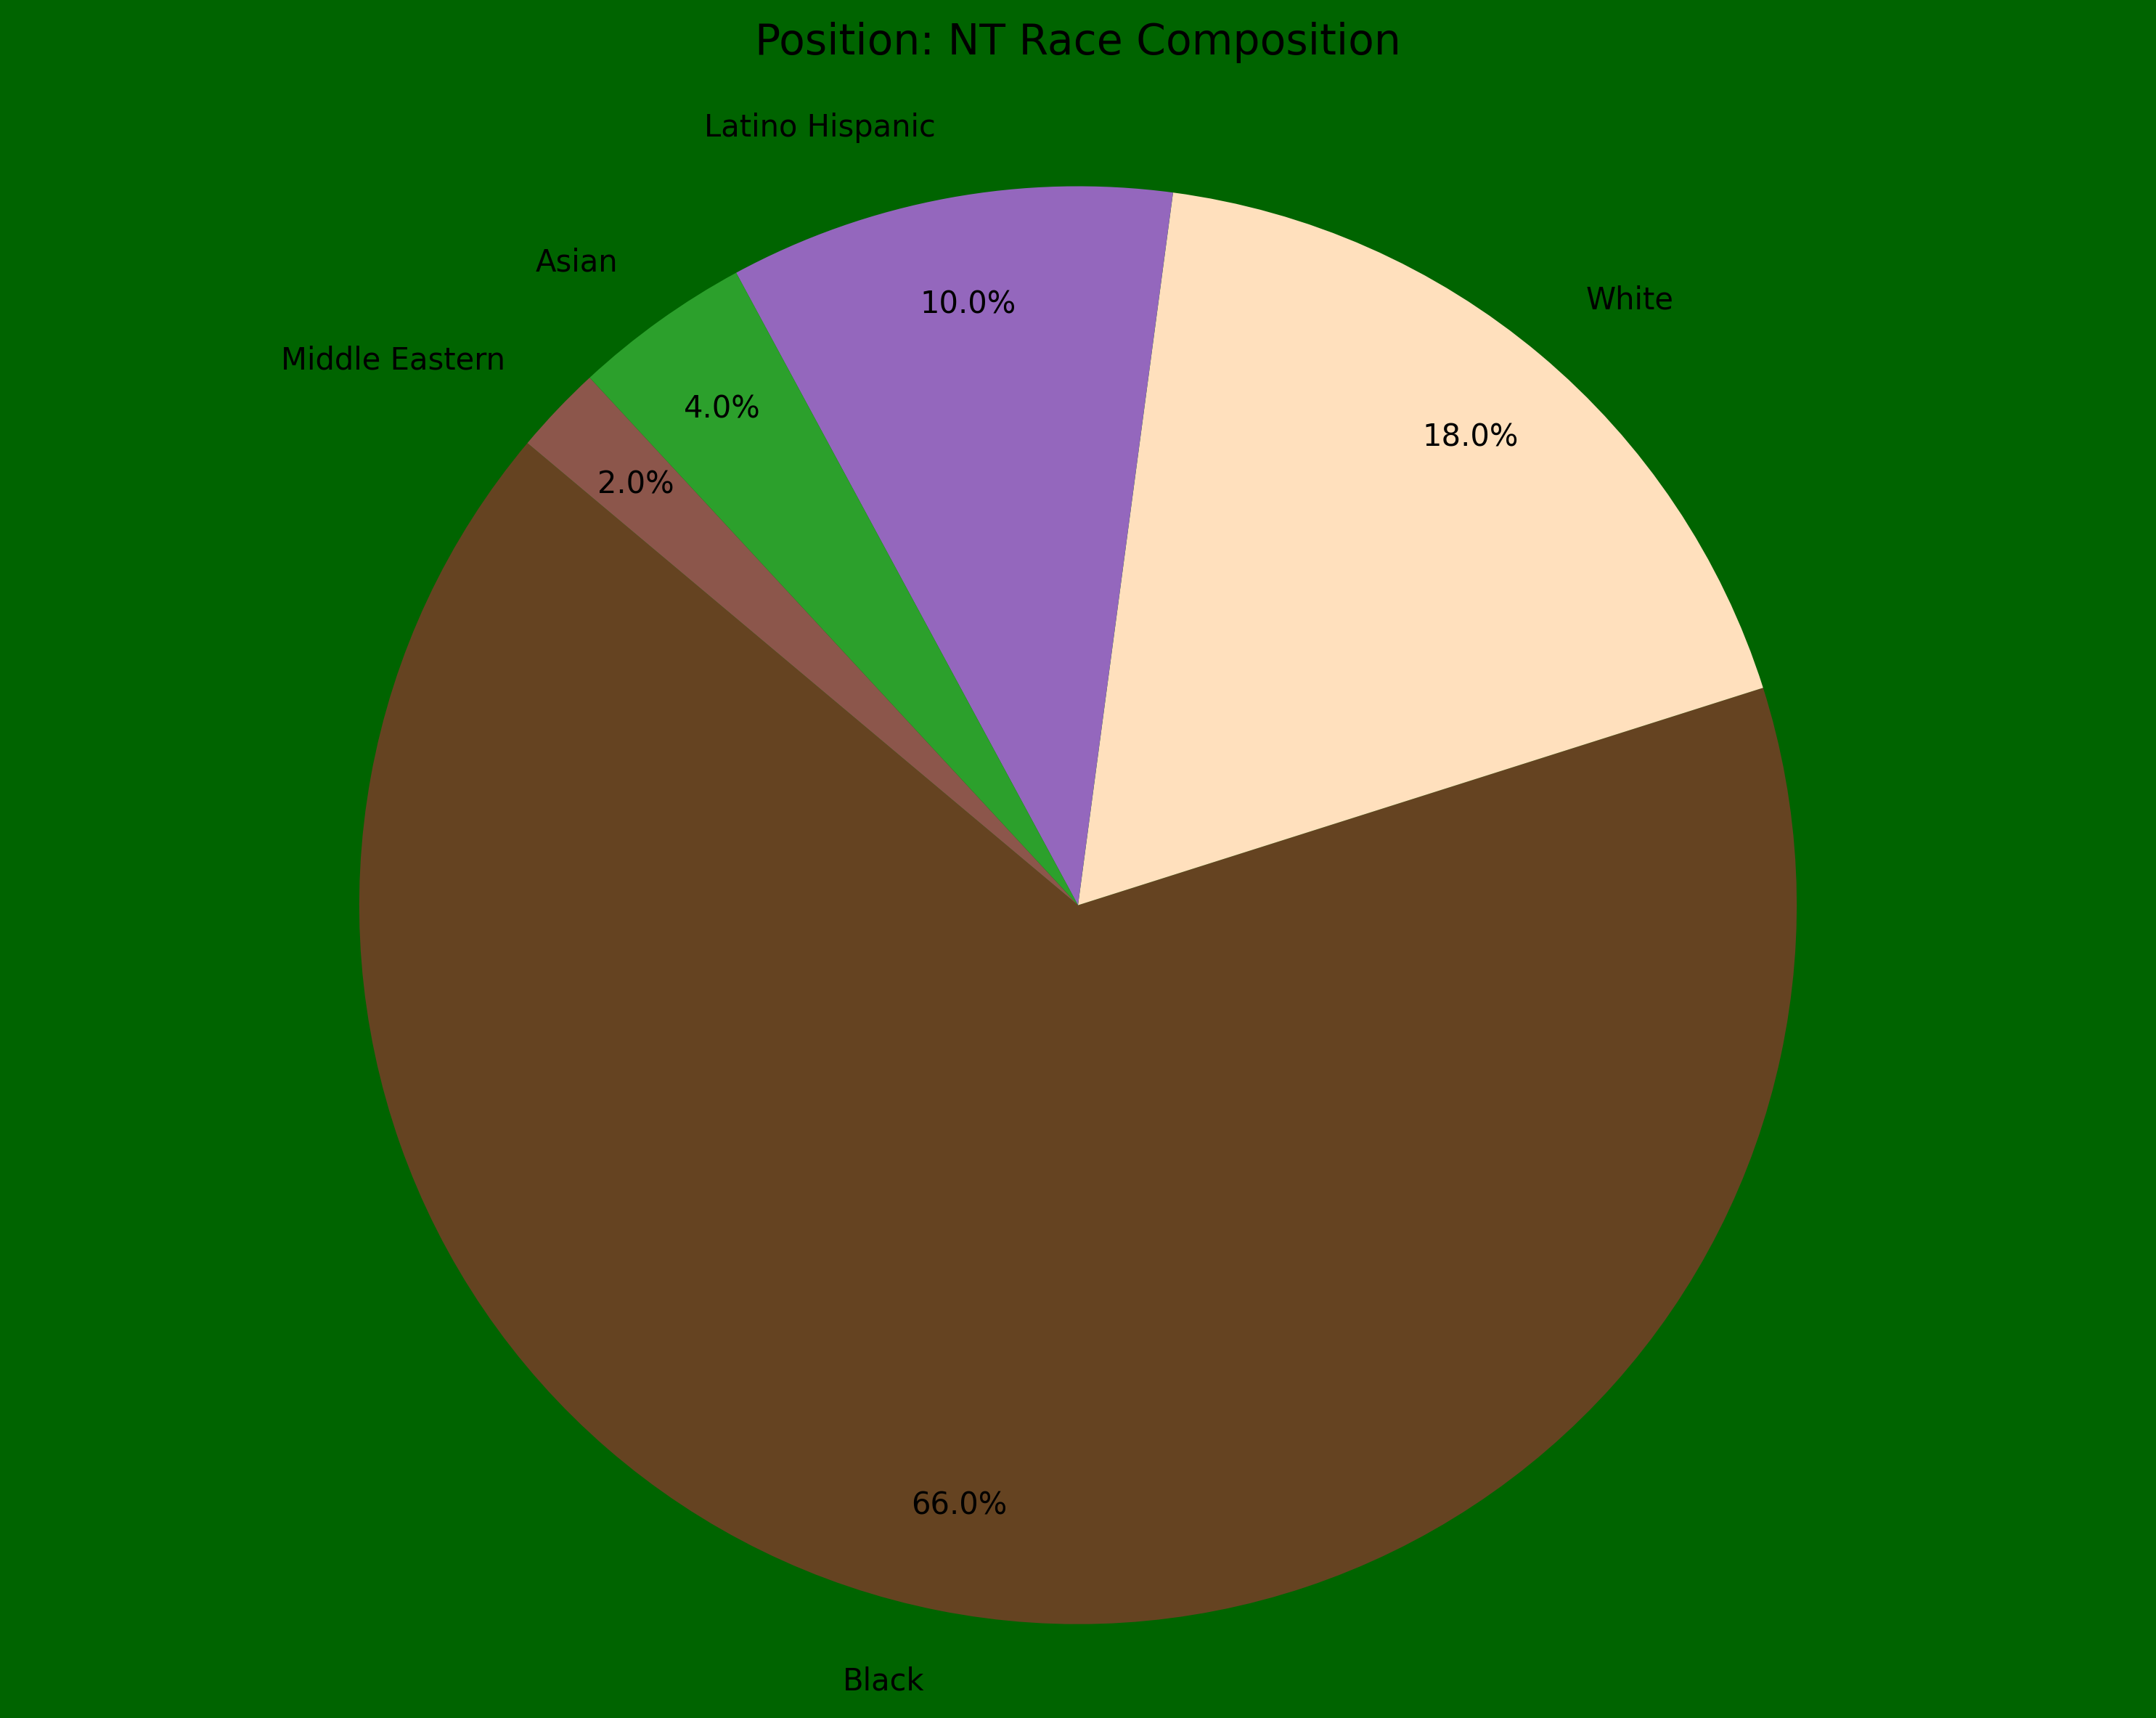 Position: NT Race Composition
Latino Hispanic
Asian
White
10.0%
Middle Eastern
4.0%
18.0%
2.0%
66.0%
Black